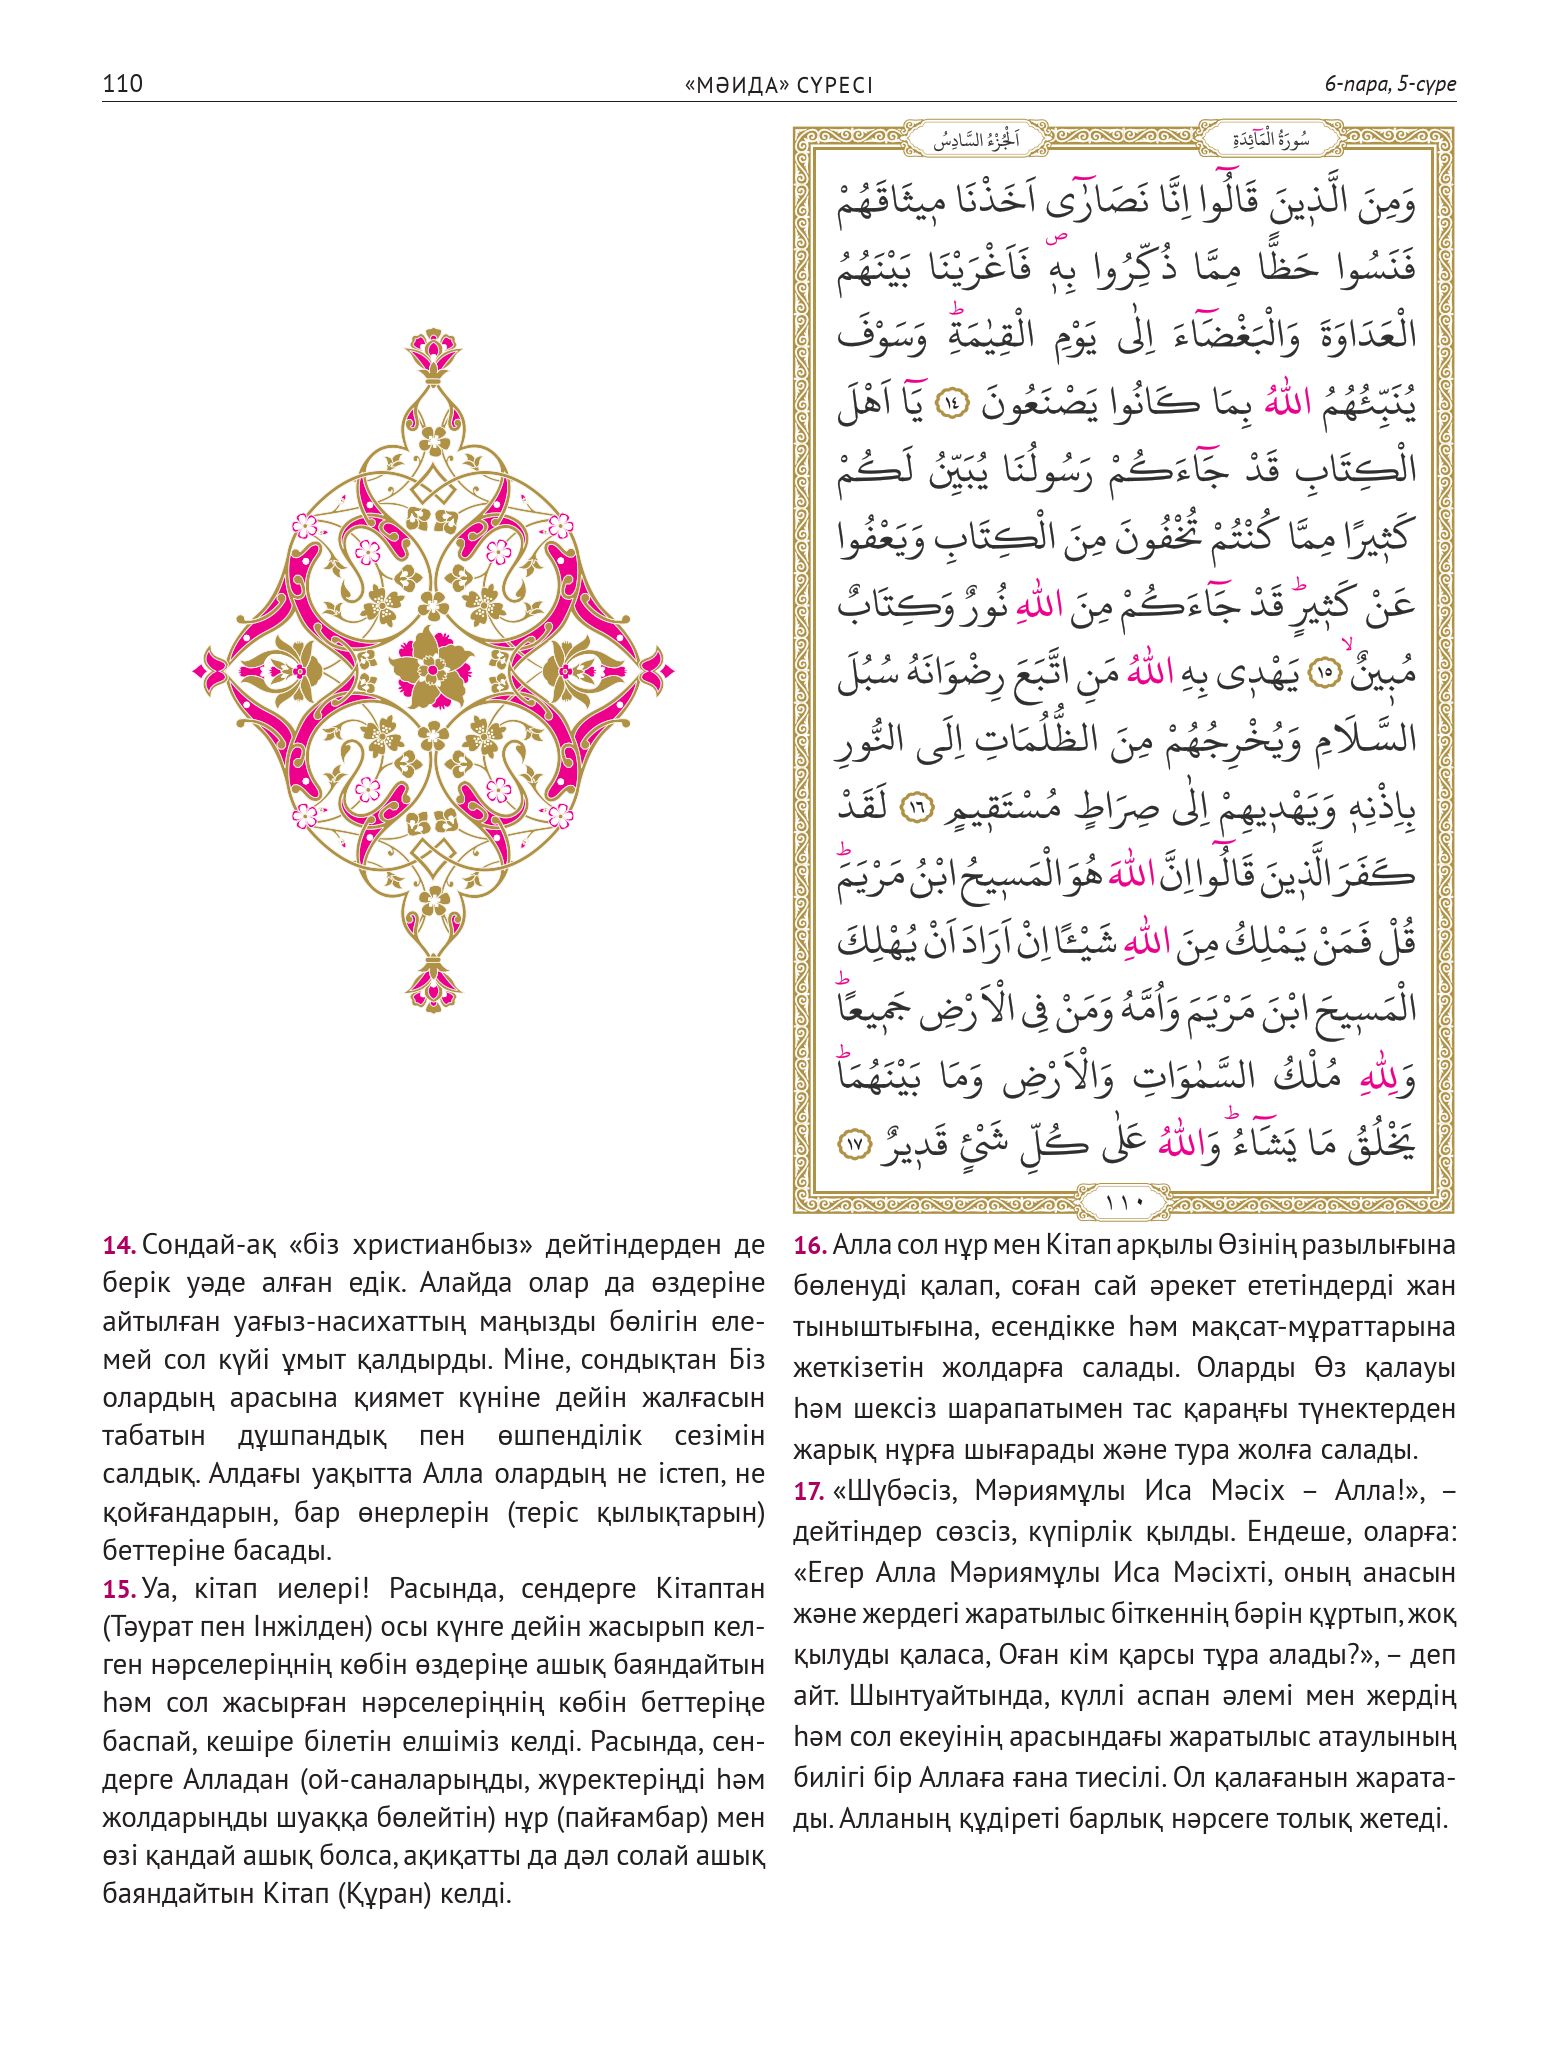 110
«МӘИДА» СҮРЕСІ
6-пара, 5-сүре
سُورَةُ الْمَٓائِدَةِ
اَلْجُزْءُ السَّادِسُ
وَمِنَ الَّذ۪ينَ قَالُٓوا اِنَّا نَصَارٰٓى اَخَذْنَا م۪يثَاقَهُمْ
فَنَسُوا حَظًّا مِمَّا ذُكِّرُوا بِه۪ۖ فَاَغْرَيْنَا بَيْنَهُمُ
الْعَدَاوَةَ وَالْبَغْضَٓاءَ اِلٰى يَوْمِ الْقِيٰمَةِۜ وَسَوْفَ
يُنَبِّئُهُمُ اللّٰهُ بِمَا كَانُوا يَصْنَعُونَ ﴿١٤﴾ يَٓا اَهْلَ
الْكِتَابِ قَدْ جَٓاءَكُمْ رَسُولُنَا يُبَيِّنُ لَكُمْ
كَث۪يرًا مِمَّا كُنْتُمْ تُخْفُونَ مِنَ الْكِتَابِ وَيَعْفُوا
عَنْ كَث۪يرٍۜ قَدْ جَٓاءَكُمْ مِنَ اللّٰهِ نُورٌ وَكِتَابٌ
مُب۪ينٌۙ ﴿١٥﴾ يَهْد۪ى بِهِ اللّٰهُ مَنِ اتَّبَعَ رِضْوَانَهُ سُبُلَ
السَّلَامِ وَيُخْرِجُهُمْ مِنَ الظُّلُمَاتِ اِلَى النُّورِ
بِاِذْنِه۪ وَيَهْد۪يهِمْ اِلٰى صِرَاطٍ مُسْتَق۪يمٍ ﴿١٦﴾ لَقَدْ
كَفَرَ الَّذ۪ينَ قَالُٓوا اِنَّ اللّٰهَ هُوَ الْمَس۪يحُ ابْنُ مَرْيَمَۜ
قُلْ فَمَنْ يَمْلِكُ مِنَ اللّٰهِ شَيْـًٔا اِنْ اَرَادَ اَنْ يُهْلِكَ
الْمَس۪يحَ ابْنَ مَرْيَمَ وَاُمَّهُ وَمَنْ فِى الْاَرْضِ جَم۪يعًاۜ
وَلِلّٰهِ مُلْكُ السَّمٰوَاتِ وَالْاَرْضِ وَمَا بَيْنَهُمَاۜ
يَخْلُقُ مَا يَشَٓاءُۜ وَاللّٰهُ عَلٰى كُلِّ شَىْءٍ قَد۪يرٌ ﴿١٧﴾
١١٠
14. Сондай-ақ «біз христианбыз» дейтіндерден де
берік уәде алған едік. Алайда олар да өздеріне
айтылған уағыз-насихаттың маңызды бөлігін еле-
мей сол күйі ұмыт қалдырды. Міне, сондықтан Біз
олардың арасына қиямет күніне дейін жалғасын
табатын дұшпандық пен өшпенділік сезімін
салдық. Алдағы уақытта Алла олардың не істеп, не
қойғандарын, бар өнерлерін (теріс қылықтарын)
беттеріне басады.
15. Уа, кітап иелері! Расында, сендерге Кітаптан
(Тәурат пен Інжілден) осы күнге дейін жасырып кел-
ген нәрселеріңнің көбін өздеріңе ашық баяндайтын
һәм сол жасырған нәрселеріңнің көбін беттеріңе
баспай, кешіре білетін елшіміз келді. Расында, сен-
дерге Алладан (ой-саналарыңды, жүректеріңді һәм
жолдарыңды шуаққа бөлейтін) нұр (пайғамбар) мен
өзі қандай ашық болса, ақиқатты да дәл солай ашық
баяндайтын Кітап (Құран) келді.
16. Алла сол нұр мен Кітап арқылы Өзінің разылығына
бөленуді қалап, соған сай әрекет ететіндерді жан
тыныштығына, есендікке һәм мақсат-мұраттарына
жеткізетін жолдарға салады. Оларды Өз қалауы
һәм шексіз шарапатымен тас қараңғы түнектерден
жарық нұрға шығарады және тура жолға салады.
17. «Шүбәсіз, Мәриямұлы Иса Мәсіх – Алла!», –
дейтіндер сөзсіз, күпірлік қылды. Ендеше, оларға:
«Егер Алла Мәриямұлы Иса Мәсіхті, оның анасын
және жердегі жаратылыс біткеннің бәрін құртып, жоқ
қылуды қаласа, Оған кім қарсы тұра алады?», – деп
айт. Шынтуайтында, күллі аспан әлемі мен жердің
һәм сол екеуінің арасындағы жаратылыс атаулының
билігі бір Аллаға ғана тиесілі. Ол қалағанын жарата-
ды. Алланың құдіреті барлық нәрсеге толық жетеді.